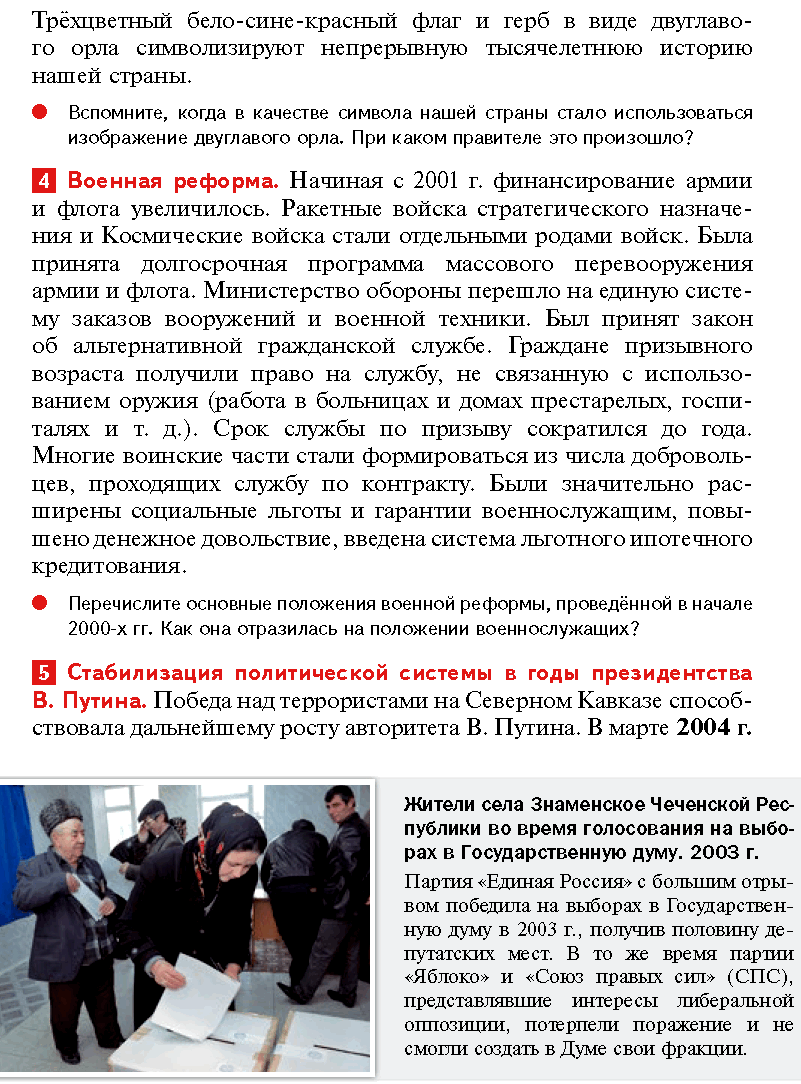 Трёхцветный бело-сине-красный флаг и герб в виде двуглаво-
го орла символизируют непрерывную тысячелетнюю историю
нашей страны.
Вспомните, когда в качестве символа нашей страны стало использоваться
изображение двуглавого орла. При каком правителе это произошло?
4 Военная реформа. Начиная с 2001 г. финансирование армии
и флота увеличилось. Ракетные войска стратегического назначе-
ния и Космические войска стали отдельными родами войск. Была
принята долгосрочная программа массового перевооружения
армии и флота. Министерство обороны перешло на единую систе-
му заказов вооружений и военной техники. Был принят закон
об альтернативной гражданской службе. Граждане призывного
возраста получили право на службу, не связанную с использо-
ванием оружия (работа в больницах и домах престарелых, госпи-
талях и т. д.). Срок службы по призыву сократился до года.
Многие воинские части стали формироваться из числа доброволь-
цев, проходящих службу по контракту. Были значительно рас-
ширены социальные льготы и гарантии военнослужащим, повы-
шено денежное довольствие, введена система льготного ипотечного
кредитования.
Перечислите основные положения военной реформы, проведённой в начале
2000-х гг. Как она отразилась на положении военнослужащих?
5 Стабилизация политической системы в годы президентства
В. Путина. Победа над террористами на Северном Кавказе способ-
ствовала дальнейшему росту авторитета В. Путина. В марте 2004 г.
Жители села Знаменское Чеченской Рес-
публики во время голосования на выбо-
рах в Государственную думу. 2003 г.
Партия «Единая Россия» с большим отры-
вом победила на выборах в Государствен-
ную думу в 2003 г., получив половину де-
путатских мест. В то же время партии
«Яблоко» и «Союз правых сил» (СПС),
представлявшие интересы либеральной
оппозиции, потерпели поражение и не
смогли создать в Думе свои фракции.